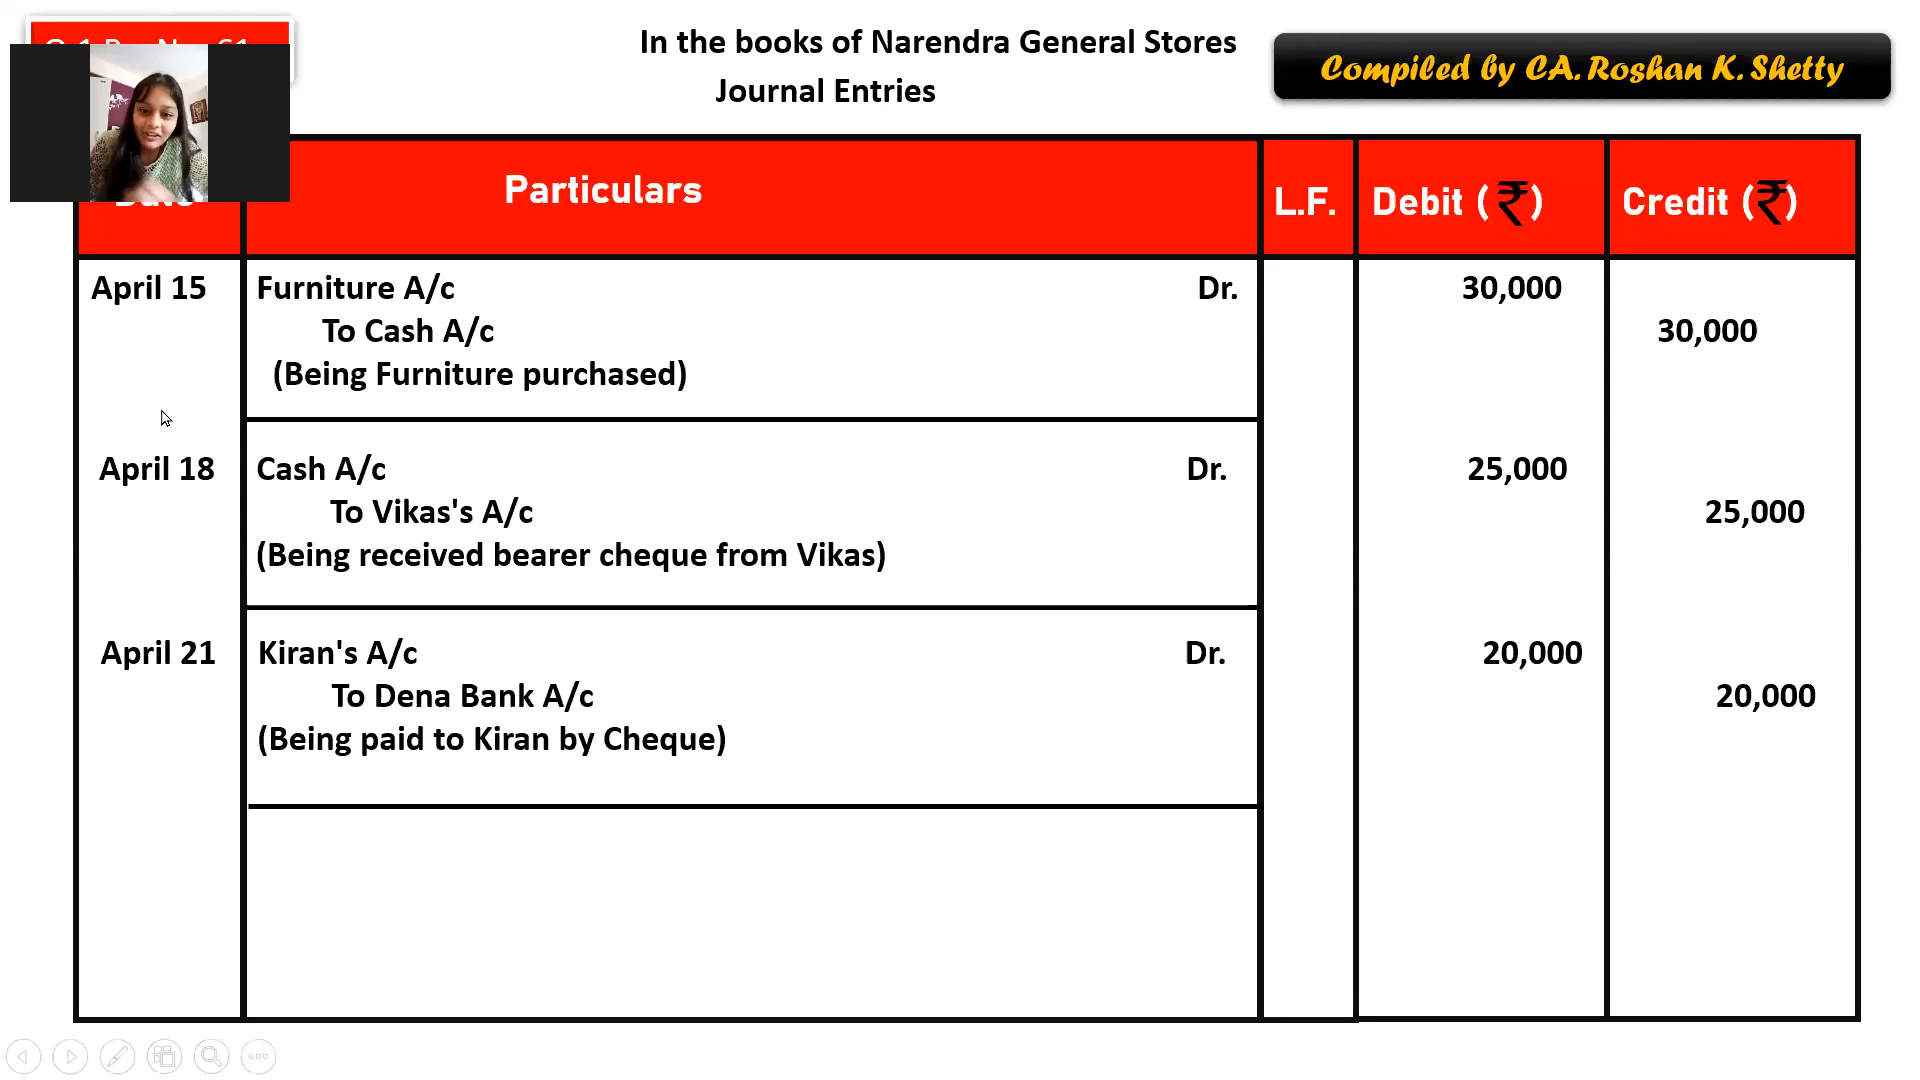 In the books of Narendra General Stores
Journal Entries
Compiled by CA. Roshan K. Shetty
Particulars L.F. Debit (₹) Credit (₹)
April 15 Furniture A/c Dr. 30,000
To Cash A/c 30,000
(Being Furniture purchased)
April 18 Cash A/c Dr. 25,000
To Vikas's A/c 25,000
(Being received bearer cheque from Vikas)
April 21 Kiran's A/c Dr. 20,000
To Dena Bank A/c 20,000
(Being paid to Kiran by Cheque)